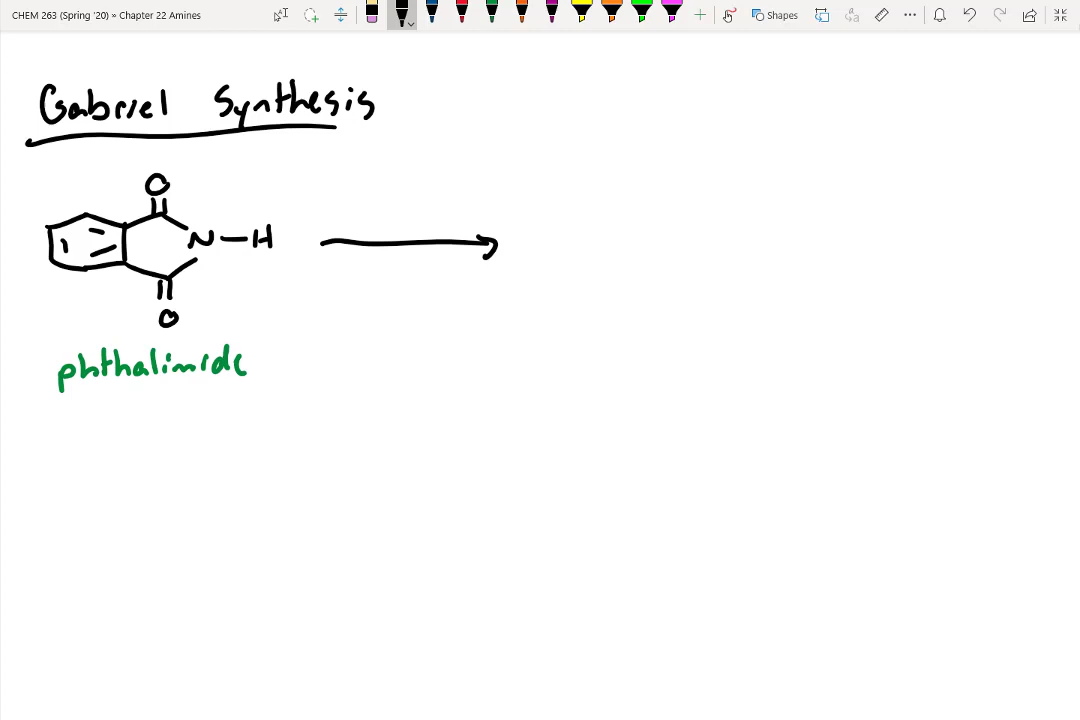 CHEM 263 (Spring '20) » Chapter 22 Amines
Shapes
Gabriel Synthesis
O
N-H
O
phthalimide